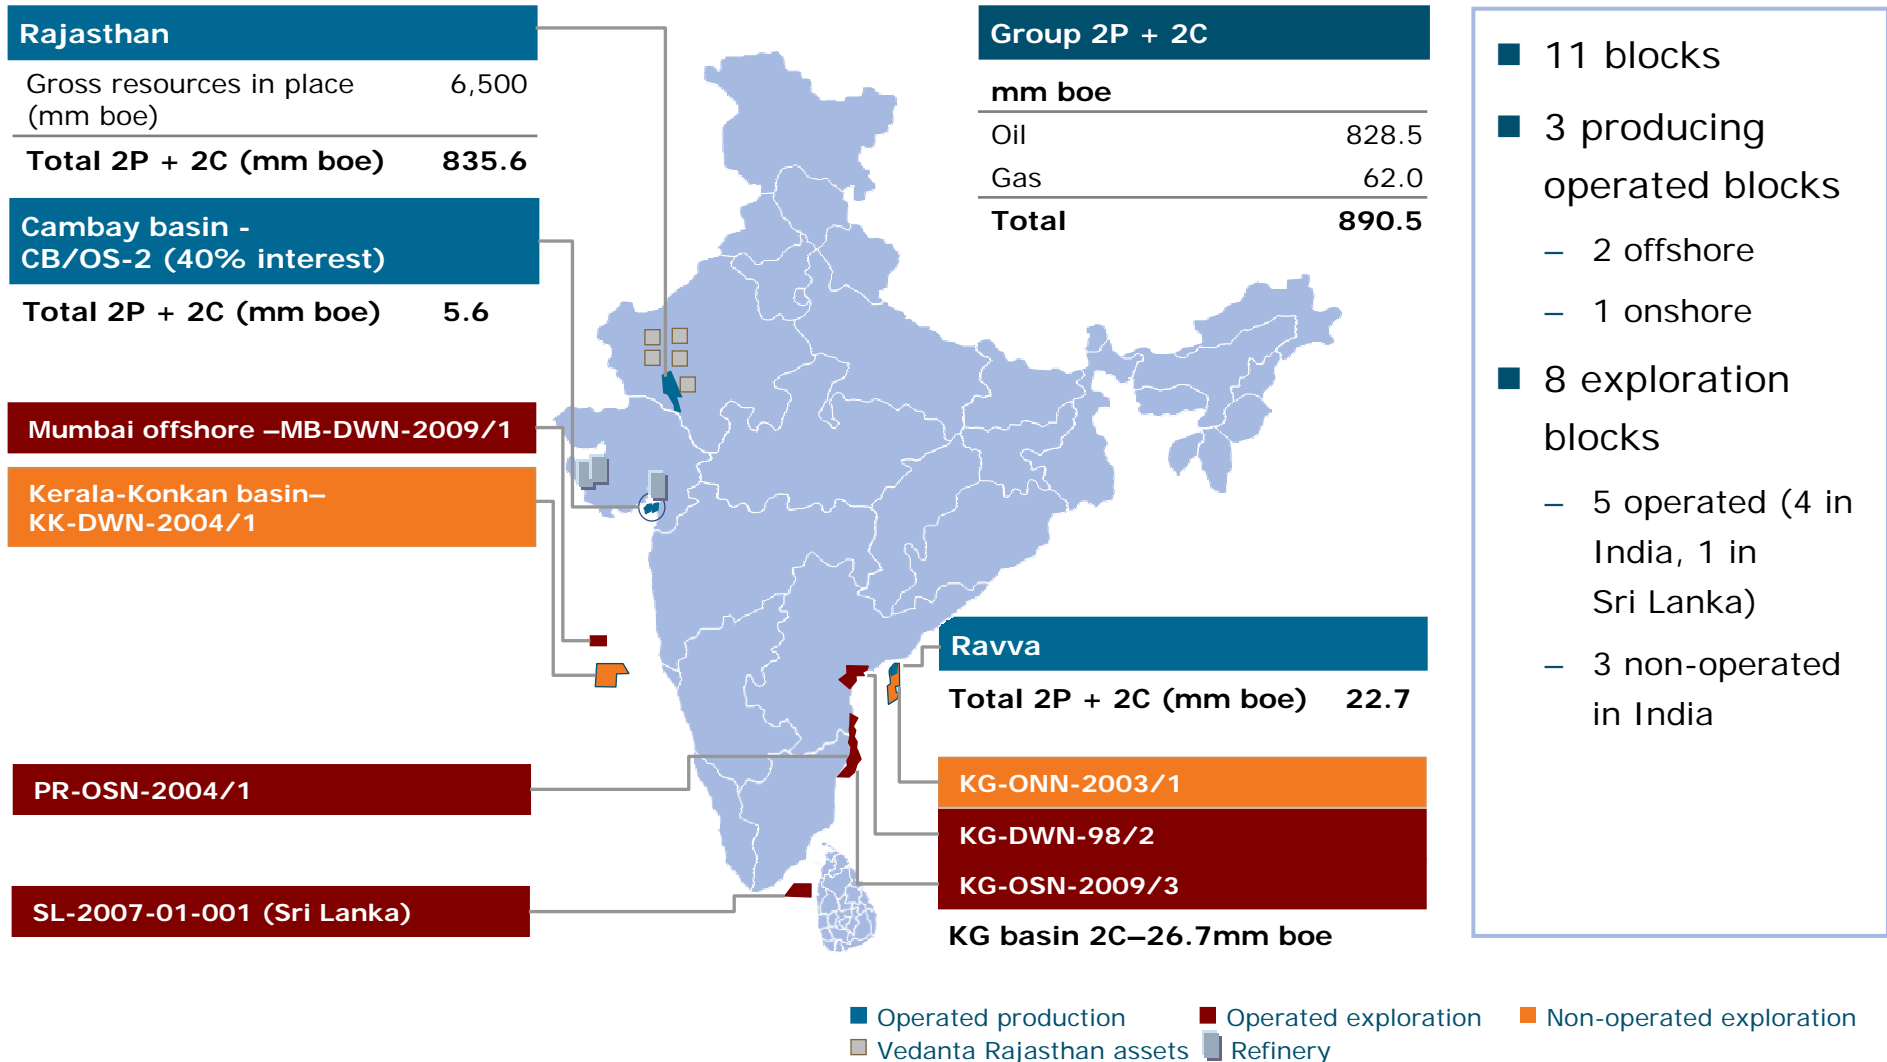 Rajasthan
Gross resources in place 6,500
(mm boe)
Total 2P + 2C (mm boe) 835.6
Cambay basin -
CB/OS-2 (40% interest)
Total 2P + 2C (mm boe) 5.6
Mumbai offshore –MB-DWN-2009/1
Kerala-Konkan basin–
KK-DWN-2004/1
PR-OSN-2004/1
SL-2007-01-001 (Sri Lanka)
Group 2P + 2C
mm boe
Oil 828.5
Gas 62.0
Total 890.5
Ravva
Total 2P + 2C (mm boe) 22.7
KG-ONN-2003/1
KG-DWN-98/2
KG-OSN-2009/3
KG basin 2C–26.7mm boe
■ 11 blocks
■ 3 producing
operated blocks
– 2 offshore
– 1 onshore
■ 8 exploration
blocks
– 5 operated (4 in
India, 1 in
Sri Lanka)
– 3 non-operated
in India
Operated production Operated exploration Non-operated exploration
Vedanta Rajasthan assets Refinery